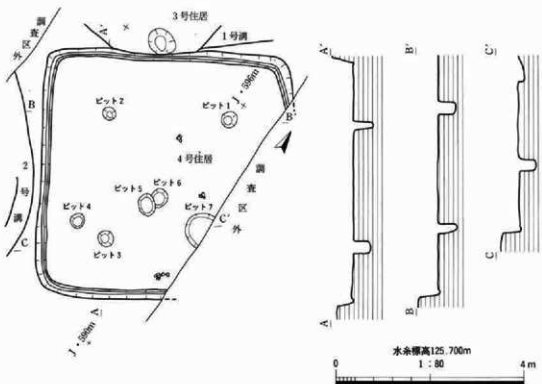 3号住居
1号溝
調査区外
A'
J・596m
ピット2
ピット1
B
B'
4号住居
調査区外
2号溝
ピット6
ピット5
ピット4
ピット7
C'
ピット3
C
A
J・590m
A'
B'
C'
A
B
C
水糸標高125.700m
1:80
0
4m